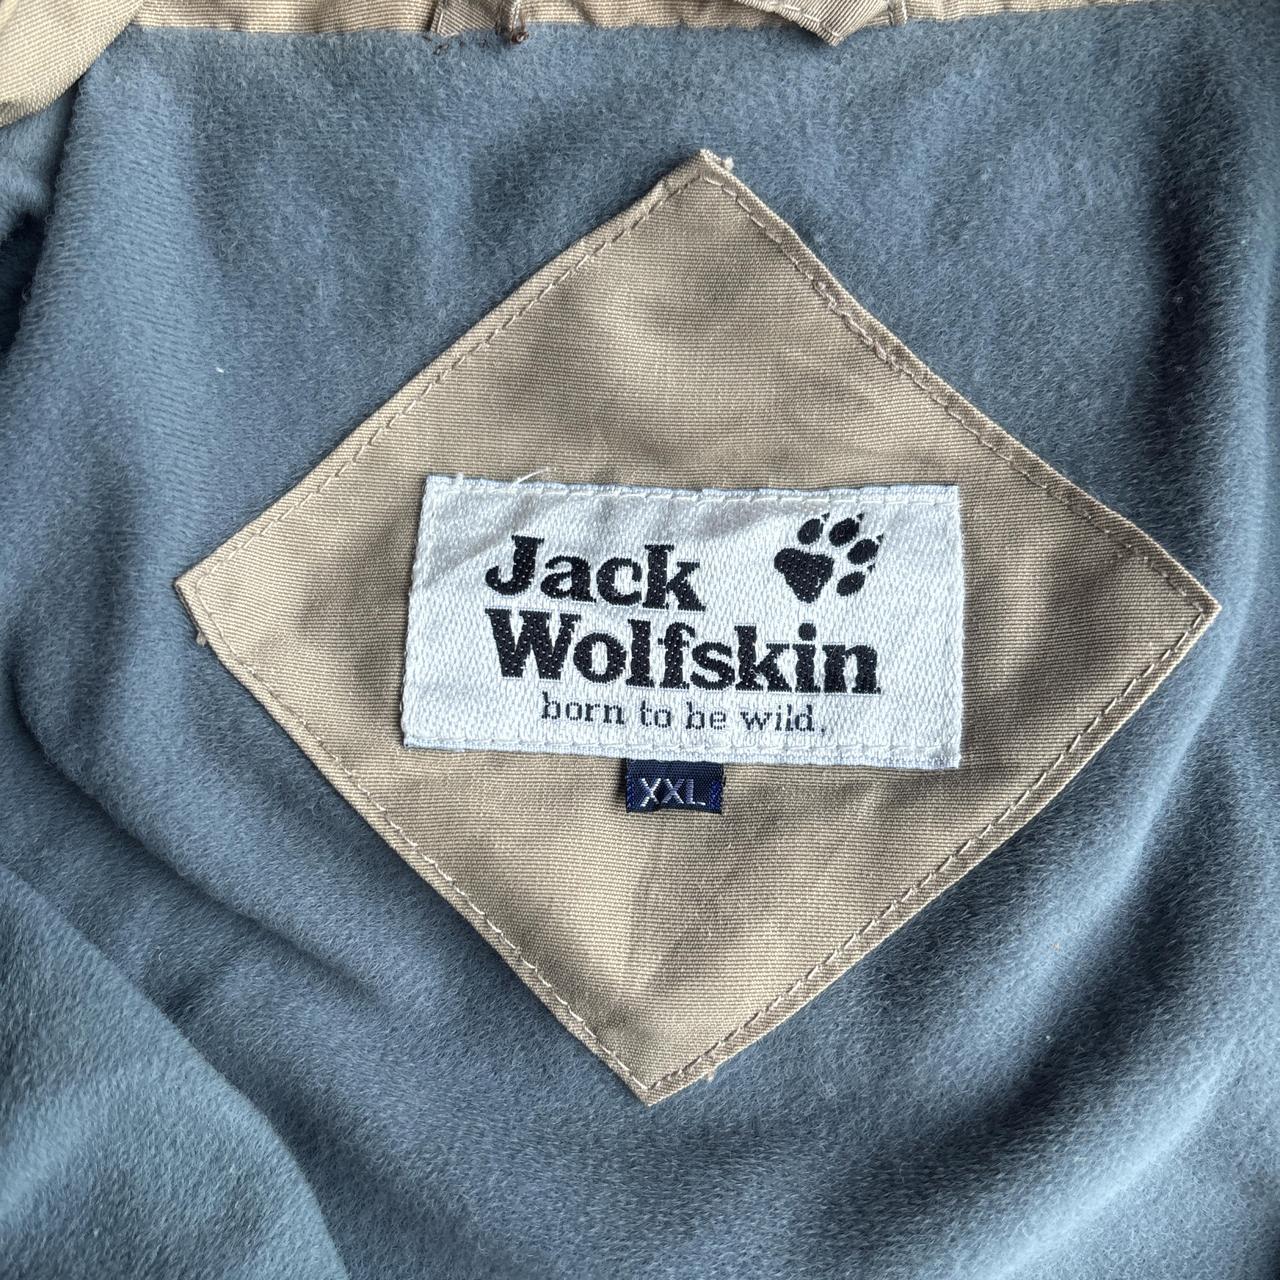 Jack
Wolfskin
born to be wild.
XXL